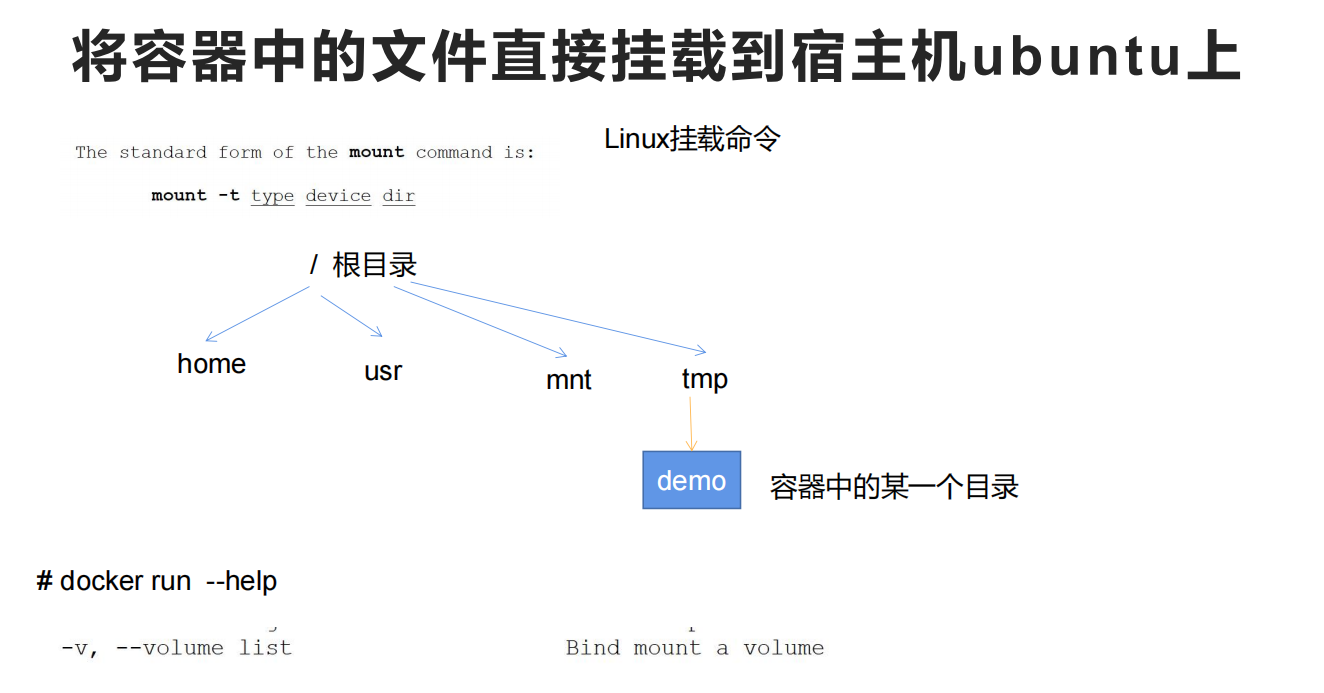 将容器中的文件直接挂载到宿主机ubuntu上
Linux挂载命令
The standard form of the mount command is:
mount -t type device dir
/ 根目录
home
usr
mnt
tmp
demo
容器中的某一个目录
# docker run --help
-v, --volume list Bind mount a volume